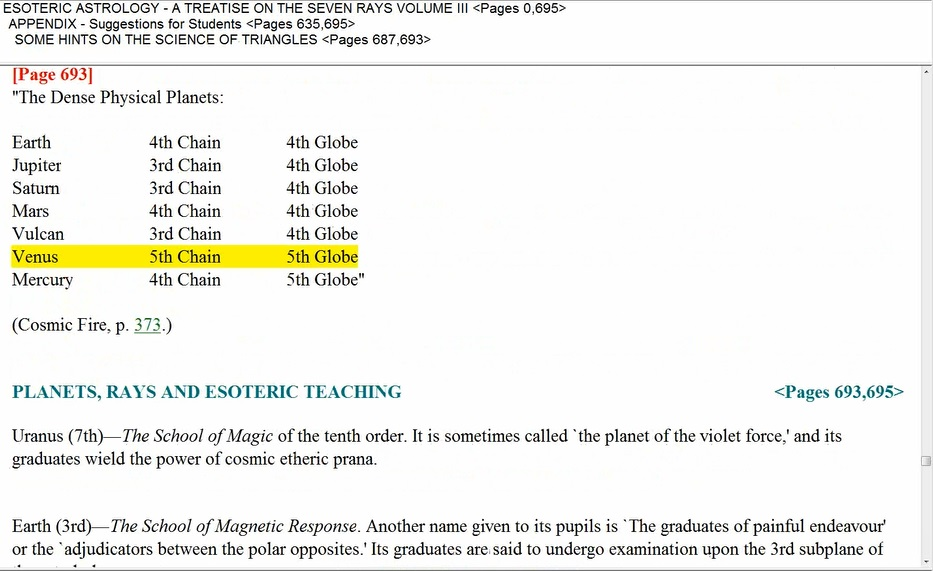 ESOTERIC ASTROLOGY - A TREATISE ON THE SEVEN RAYS VOLUME III <Pages 0,695>
APPENDIX - Suggestions for Students <Pages 635,695>
SOME HINTS ON THE SCIENCE OF TRIANGLES <Pages 687,693>
[Page 693]
"The Dense Physical Planets:
Earth 4th Chain 4th Globe
Jupiter 3rd Chain 4th Globe
Saturn 3rd Chain 4th Globe
Mars 4th Chain 4th Globe
Vulcan 3rd Chain 4th Globe
Venus 5th Chain 5th Globe
Mercury 4th Chain 5th Globe"
(Cosmic Fire, p. 373.)
PLANETS, RAYS AND ESOTERIC TEACHING <Pages 693,695>
Uranus (7th)—The School of Magic of the tenth order. It is sometimes called `the planet of the violet force,' and its
graduates wield the power of cosmic etheric prana.
Earth (3rd)—The School of Magnetic Response. Another name given to its pupils is `The graduates of painful endeavour'
or the `adjudicators between the polar opposites.' Its graduates are said to undergo examination upon the 3rd subplane of